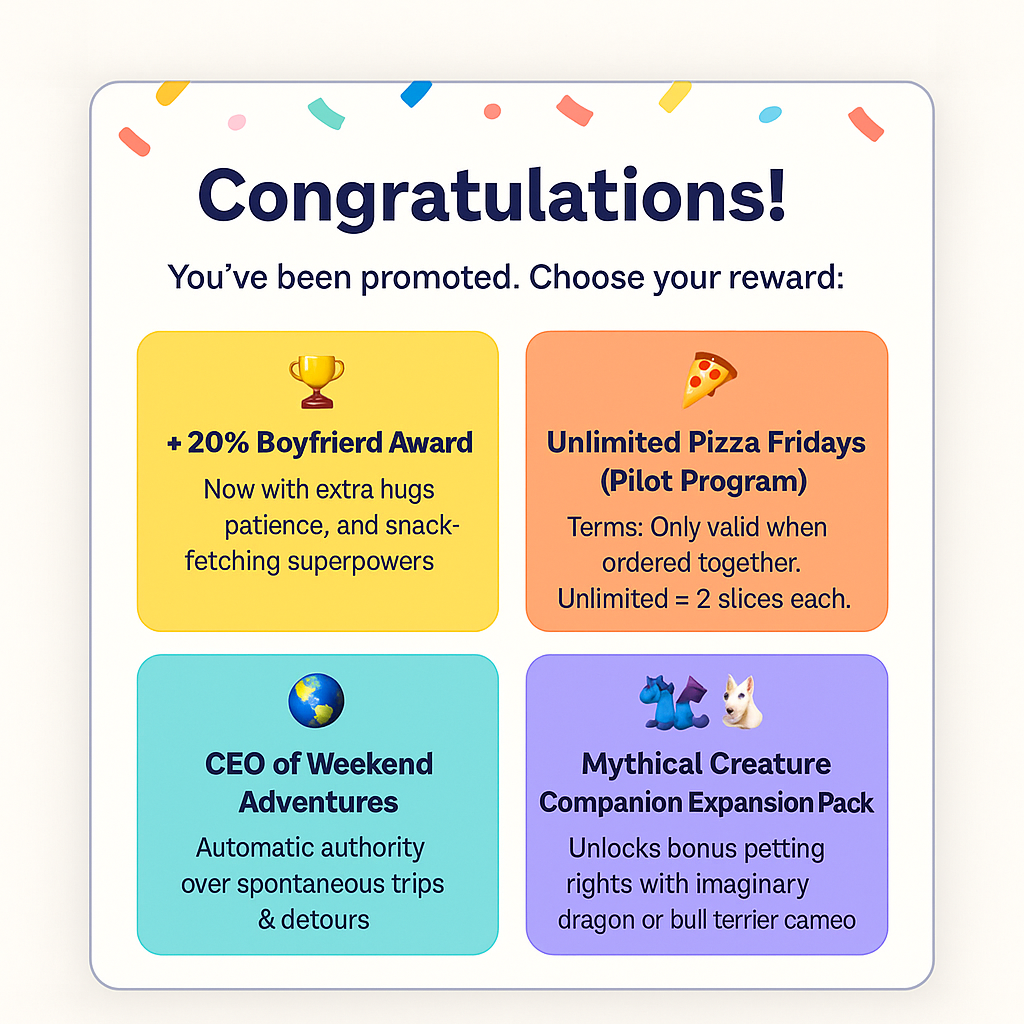 Congratulations!
You've been promoted. Choose your reward:
+ 20% Boyfrierd Award
Now with extra hugs
patience, and snack-
fetching superpowers
Unlimited Pizza Fridays
(Pilot Program)
Terms: Only valid when
ordered together.
Unlimited = 2 slices each.
CEO of Weekend
Adventures
Automatic authority
over spontaneous trips
& detours
Mythical Creature
Companion Expansion Pack
Unlocks bonus petting
rights with imaginary
dragon or bull terrier cameo